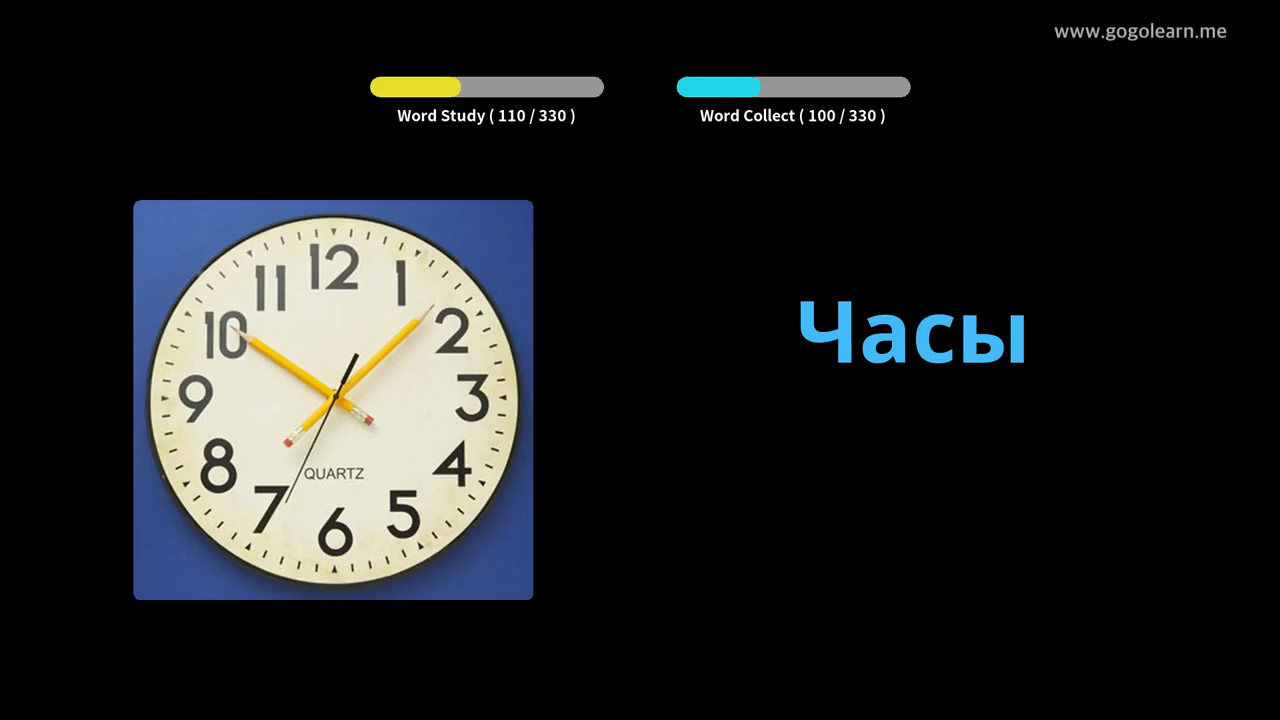 www.gogolearn.me
Word Study ( 110 / 330 )
Word Collect ( 100 / 330 )
12
11
1
10
2
9
3
8
4
QUARTZ
7
5
6
Часы